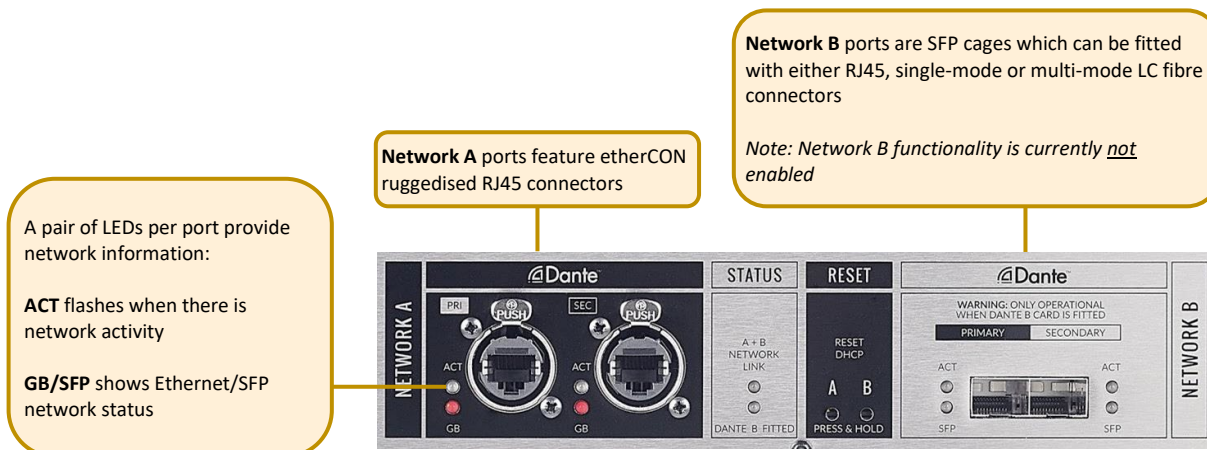 Network B ports are SFP cages which can be fitted
with either RJ45, single-mode or multi-mode LC fibre
connectors
Note: Network B functionality is currently not
enabled
Network A ports feature etherCON
ruggedised RJ45 connectors
A pair of LEDs per port provide
network information:
ACT flashes when there is
network activity
GB/SFP shows Ethernet/SFP
network status
NETWORK A
Dante™
PRI
PUSH
ACT
GB
SEC
PUSH
ACT
GB
STATUS
A + B
NETWORK
LINK
DANTE B FITTED
RESET
RESET
DHCP
A B
PRESS & HOLD
Dante™
WARNING: ONLY OPERATIONAL
WHEN DANTE B CARD IS FITTED
PRIMARY SECONDARY
ACT ACT
SFP SFP
NETWORK B